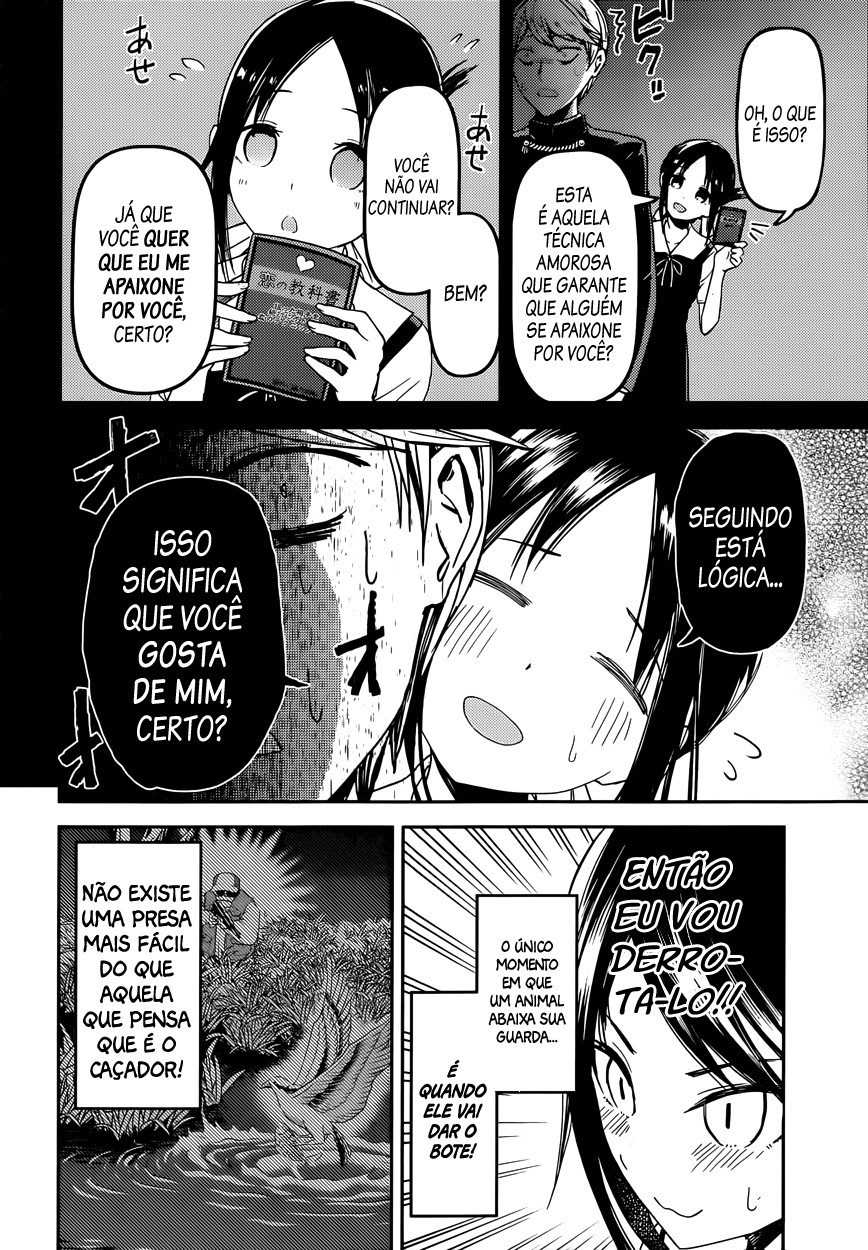 OH, O QUE
É ISSO?
ビクッ
ESTA
É AQUELA
TÉCNICA
AMOROSA
QUE GARANTE
QUE ALGUÉM
SE APAIXONE
POR VOCÊ?
あせ
あせ
VOCÊ
NÃO VAI
CONTINUAR?
BEM?
JÁ QUE
VOCÊ QUER
QUE EU ME
APAIXONE
POR VOCÊ,
CERTO?
の教科書
SEGUINDO
ESTÁ
LÓGICA...
ISSO
SIGNIFICA
QUE VOCÊ
GOSTA
DE MIM,
CERTO?
ENTÃO
EU VOU
DERRO-
TÁ-LO!!
O ÚNICO
MOMENTO
EM QUE
UM ANIMAL
ABAIXA SUA
GUARDA...
É
QUANDO
ELE VAI
DAR O
BOTE!
NÃO EXISTE
UMA PRESA
MAIS FÁCIL
DO QUE
AQUELA
QUE PENSA
QUE É O
CAÇADOR!